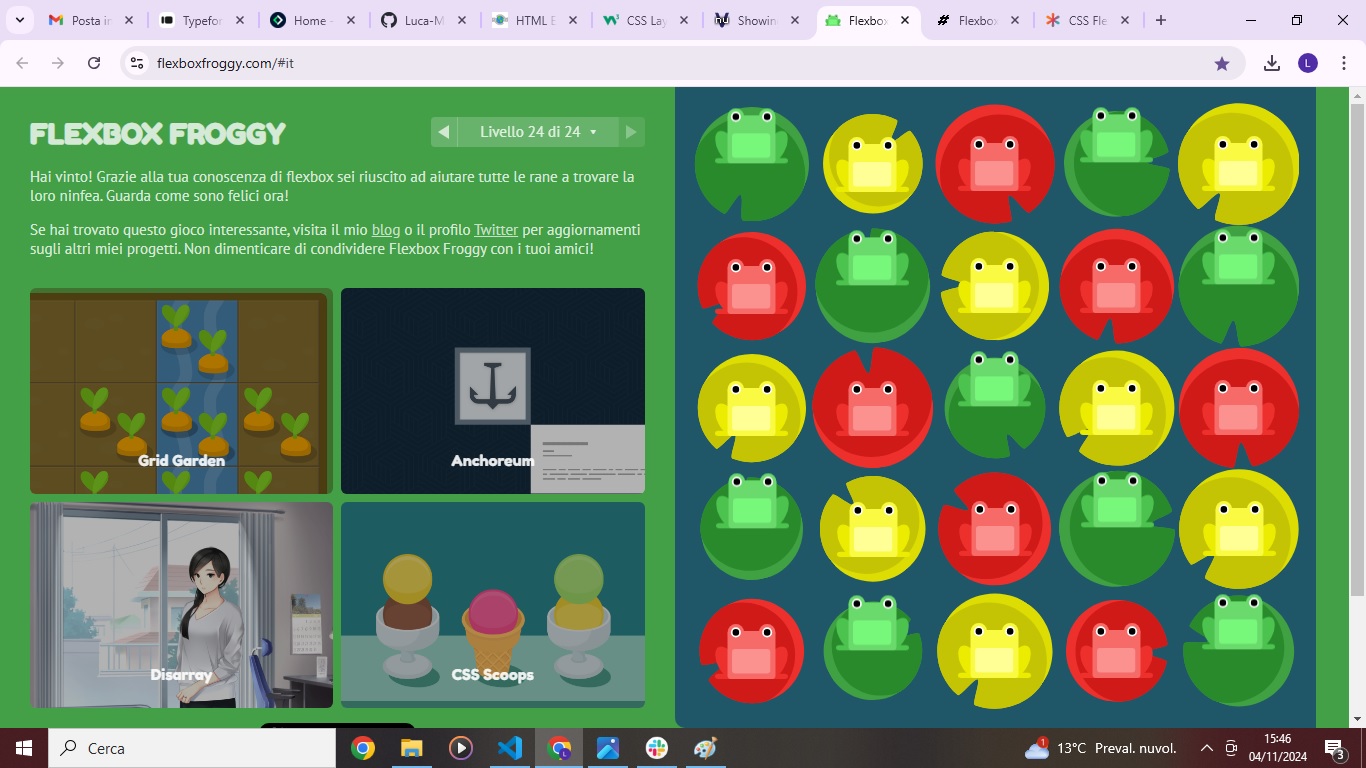 Posta in
Typefor
Home -
Luca-M
HTML E
CSS Lay
Showin
Flexbox
Flexbox
CSS Fle
flexboxfroggy.com/#it
L
FLEXBOX FROGGY
Livello 24 di 24
Hai vinto! Grazie alla tua conoscenza di flexbox sei riuscito ad aiutare tutte le rane a trovare la
loro ninfea. Guarda come sono felici ora!
Se hai trovato questo gioco interessante, visita il mio blog o il profilo Twitter per aggiornamenti
sugli altri miei progetti. Non dimenticare di condividere Flexbox Froggy con i tuoi amici!
Grid Garden
Anchoreum
Disarray
CSS Scoops
Cerca
1
13°C Preval. nuvol.
15:46
04/11/2024
3